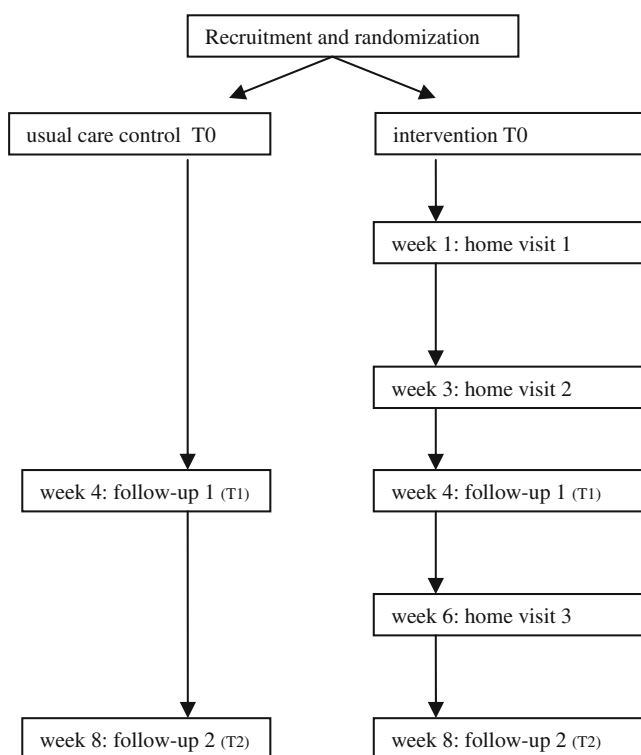 Recruitment and randomization
usual care control T0
intervention T0
week 1: home visit 1
week 3: home visit 2
week 4: follow-up 1 (T1)
week 4: follow-up 1 (T1)
week 6: home visit 3
week 8: follow-up 2 (T2)
week 8: follow-up 2 (T2)